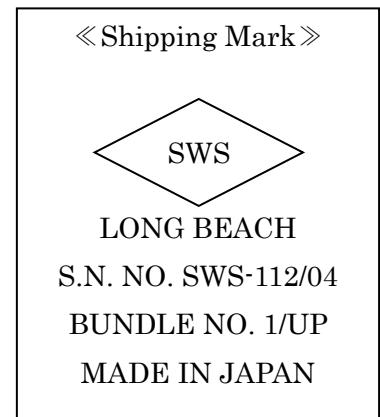 ≪Shipping Mark≫
SWS
LONG BEACH
S.N. NO. SWS-112/04
BUNDLE NO. 1/UP
MADE IN JAPAN